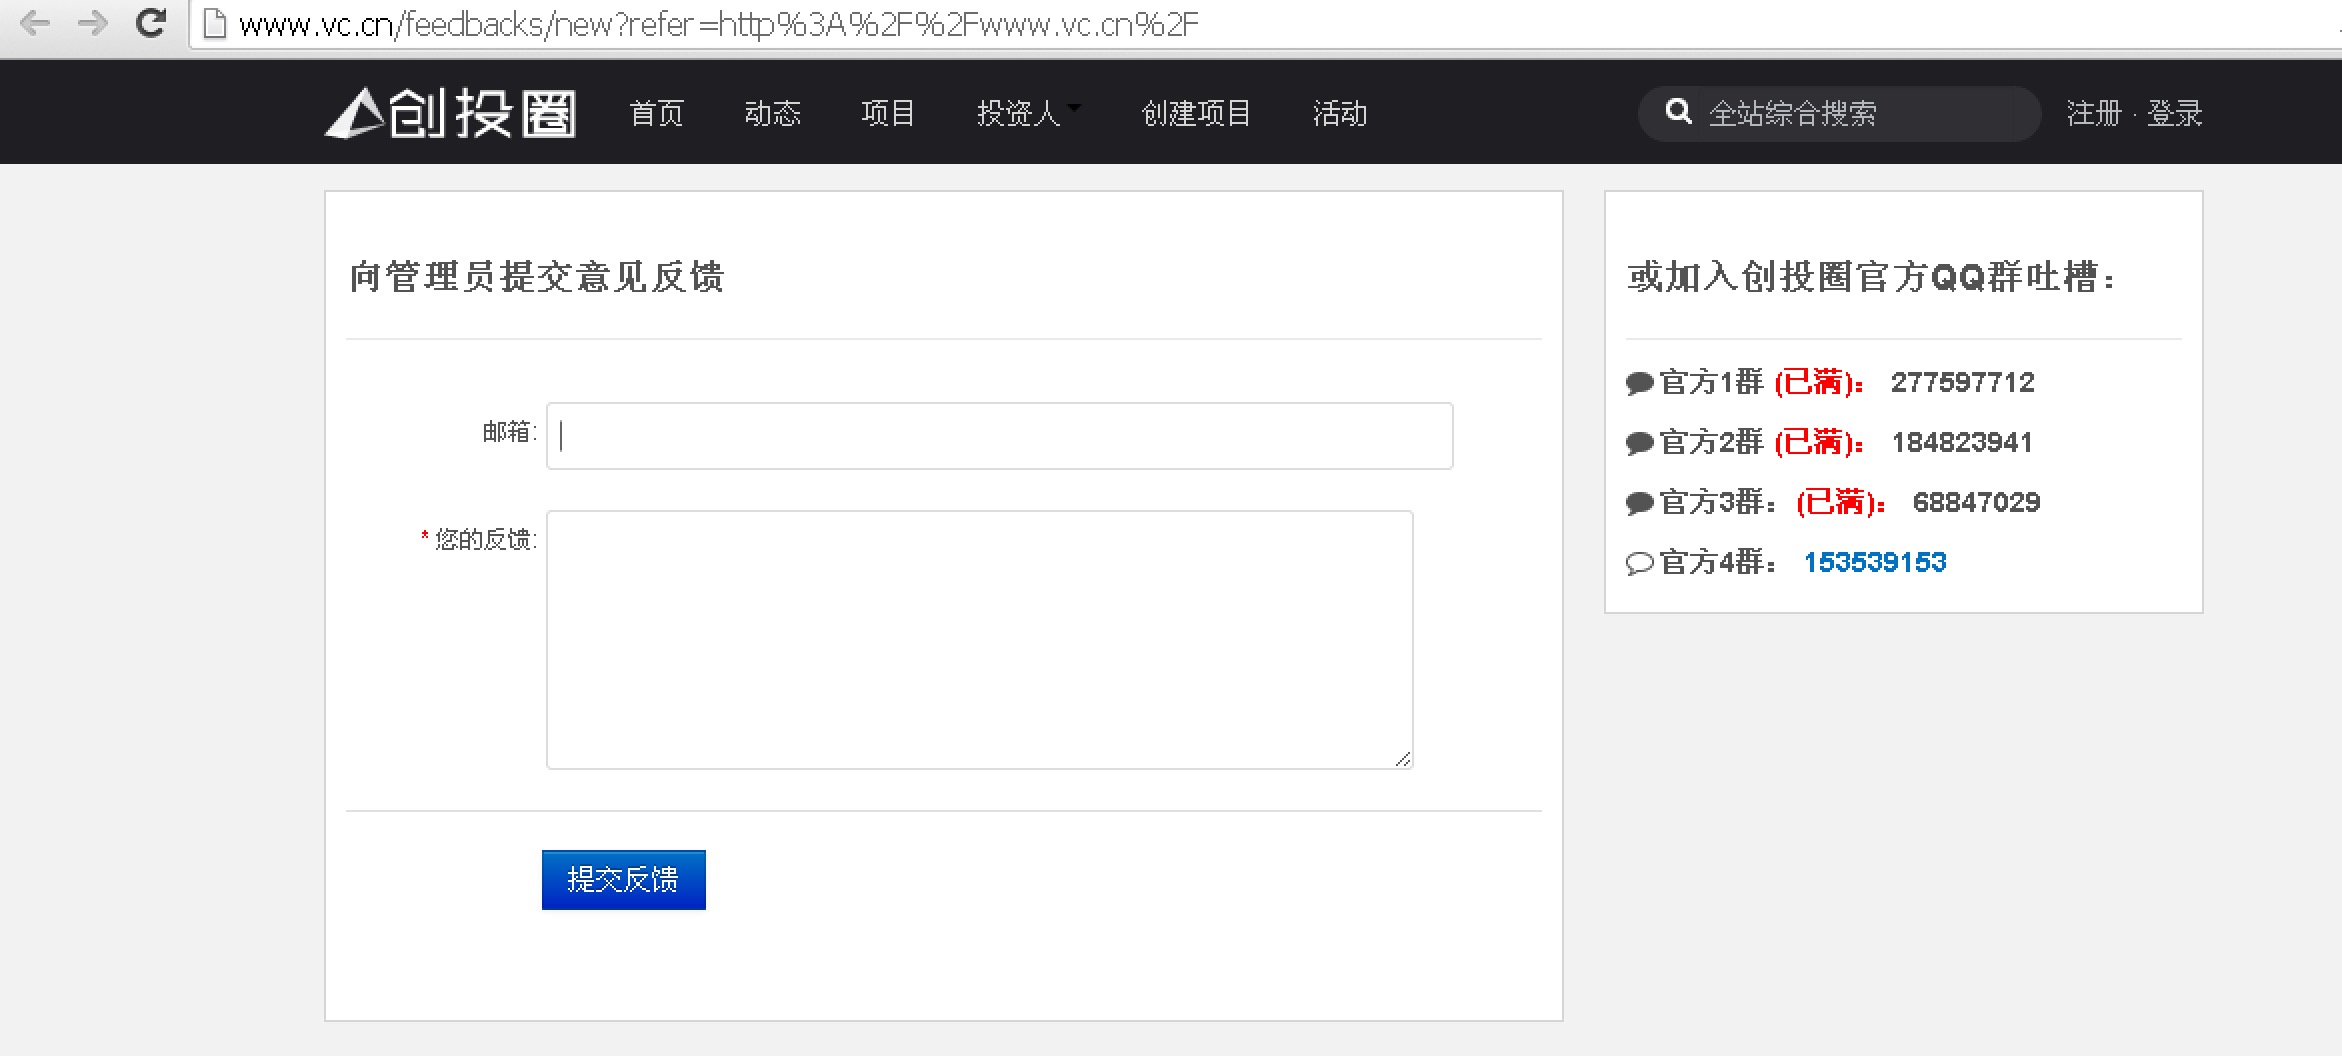 www.vc.cn/feedbacks/new?refer=http%3A%2F%2Fwww.vc.cn%2F
创投圈 首页 动态 项目 投资人 创建项目 活动 全站综合搜索 注册 · 登录
向管理员提交意见反馈
邮箱:
* 您的反馈:
提交反馈
或加入创投圈官方QQ群吐槽：
官方1群 (已满)： 277597712
官方2群 (已满)： 184823941
官方3群： (已满)： 68847029
官方4群： 153539153